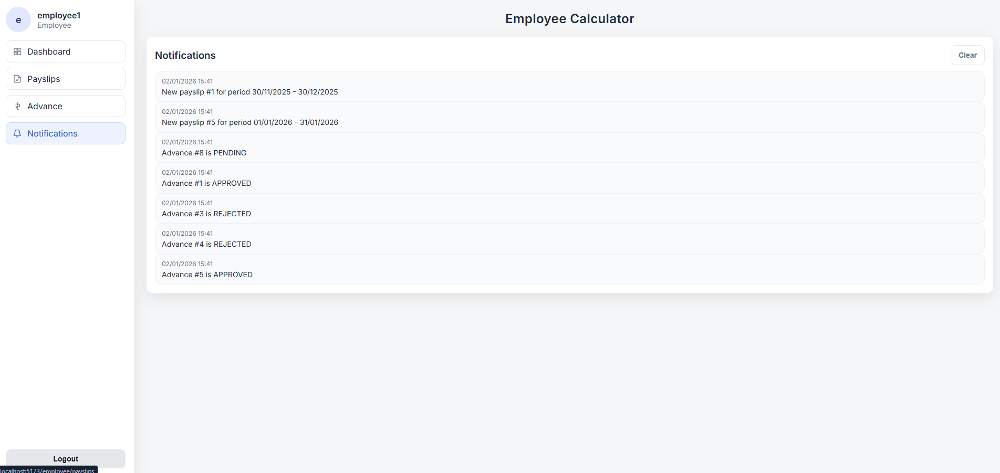 e
employee1
Employee
Dashboard
Payslips
Advance
Notifications
Logout
localhost:5173/employee/payslips
Employee Calculator
Notifications
Clear
02/01/2026 15:41
New payslip #1 for period 30/11/2025 - 30/12/2025
02/01/2026 15:41
New payslip #5 for period 01/01/2026 - 31/01/2026
02/01/2026 15:41
Advance #8 is PENDING
02/01/2026 15:41
Advance #1 is APPROVED
02/01/2026 15:41
Advance #3 is REJECTED
02/01/2026 15:41
Advance #4 is REJECTED
02/01/2026 15:41
Advance #5 is APPROVED